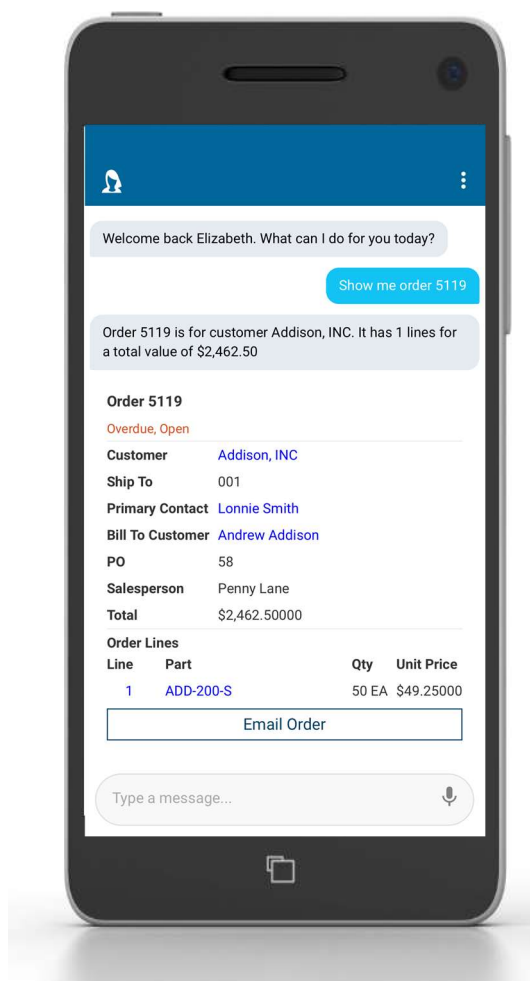 Welcome back Elizabeth. What can I do for you today?
Show me order 5119
Order 5119 is for customer Addison, INC. It has 1 lines for
a total value of $2,462.50
Order 5119
Overdue, Open
Customer Addison, INC
Ship To 001
Primary Contact Lonnie Smith
Bill To Customer Andrew Addison
PO 58
Salesperson Penny Lane
Total $2,462.50000
Order Lines
Line Part Qty Unit Price
1 ADD-200-S 50 EA $49.25000
Email Order
Type a message...